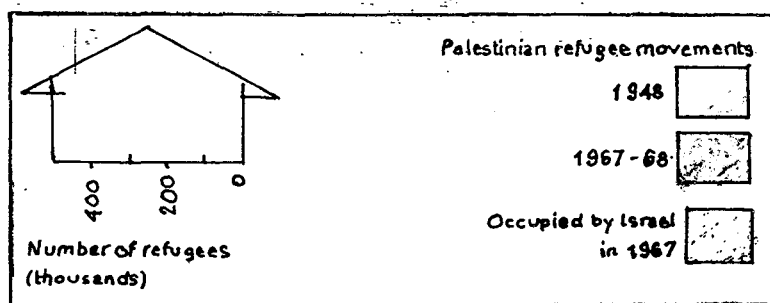 Palestinian refugee movements
1948
1967-68
Occupied by Israel
in 1967
400
200
0
Number of refugees
(thousands)